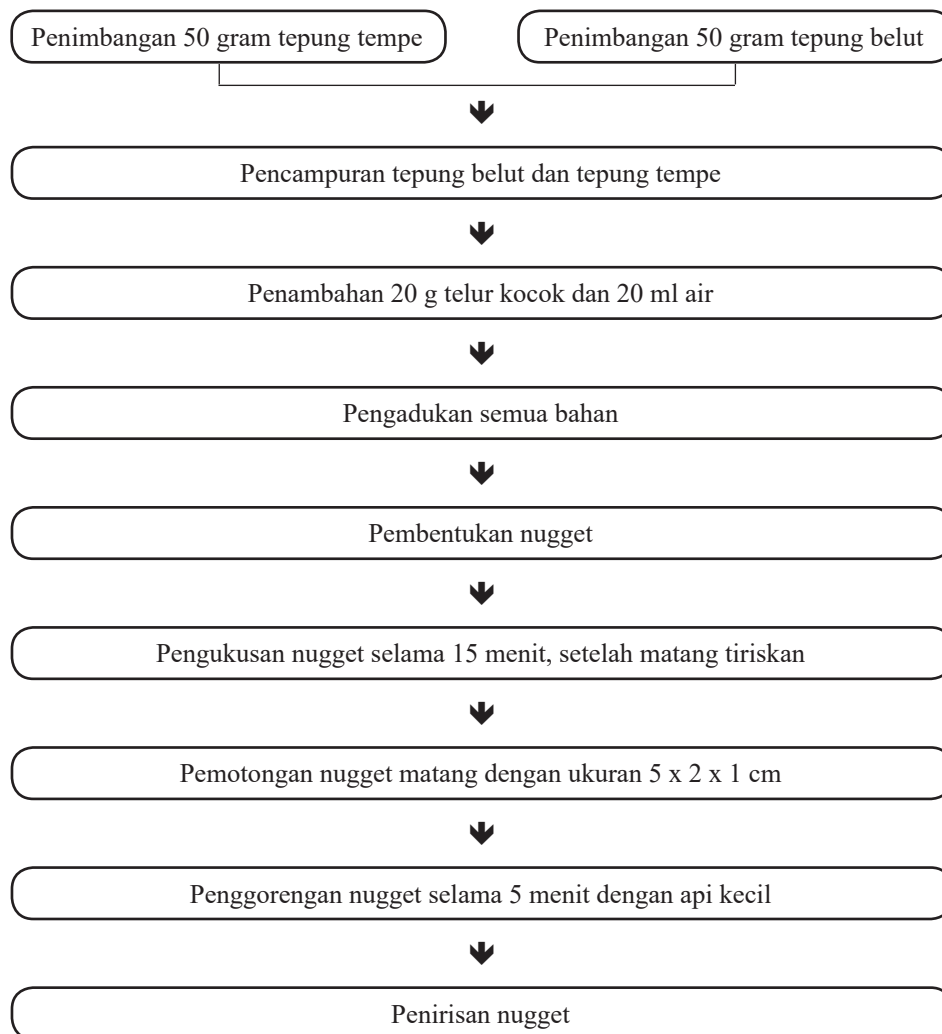 Penimbangan 50 gram tepung tempe
Penimbangan 50 gram tepung belut
Pencampuran tepung belut dan tepung tempe
Penambahan 20 g telur kocok dan 20 ml air
Pengadukan semua bahan
Pembentukan nugget
Pengukusan nugget selama 15 menit, setelah matang tiriskan
Pemotongan nugget matang dengan ukuran 5 x 2 x 1 cm
Penggorengan nugget selama 5 menit dengan api kecil
Penirisan nugget